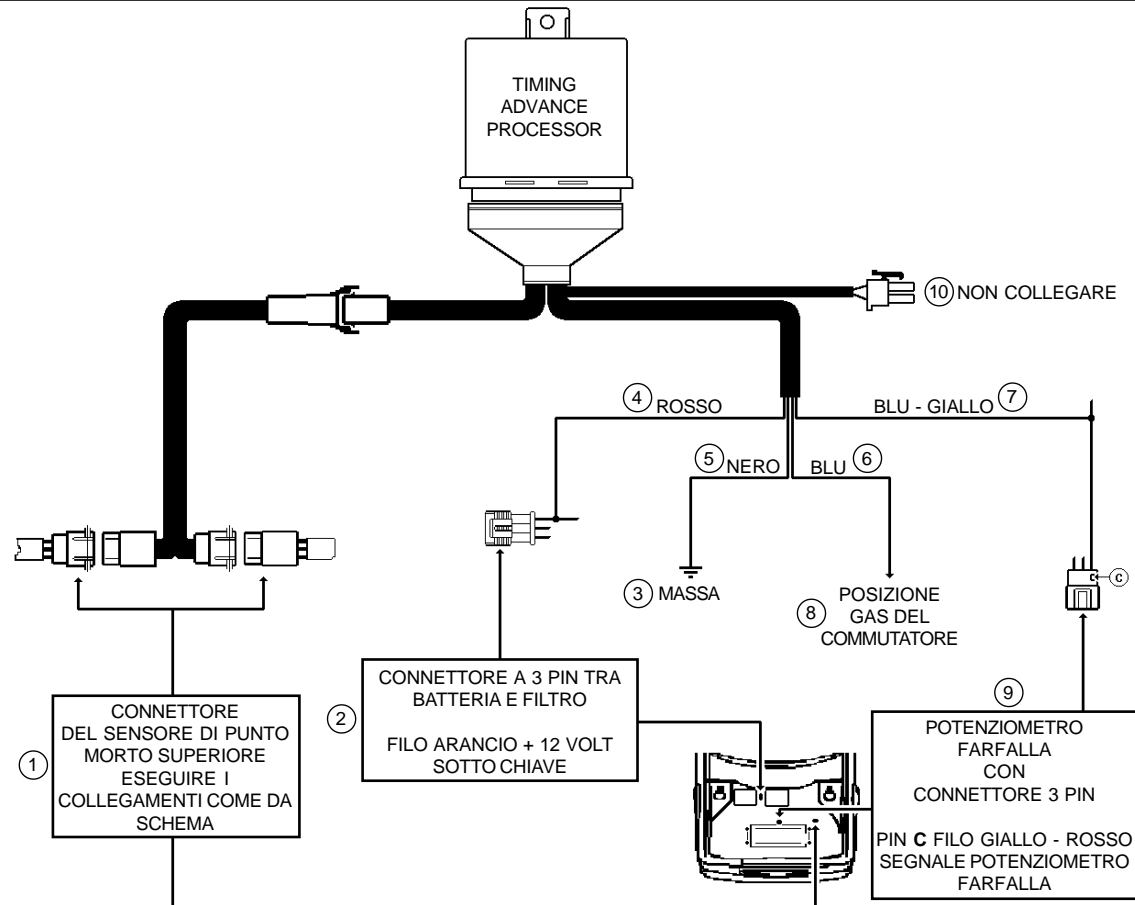 TIMING
ADVANCE
PROCESSOR
10 NON COLLEGARE
4 ROSSO
BLU - GIALLO 7
5 NERO
BLU 6
C
3 MASSA
8 POSIZIONE
GAS DEL
COMMUTATORE
1
CONNETTORE
DEL SENSORE DI PUNTO
MORTO SUPERIORE
ESEGUIRE I
COLLEGAMENTI COME DA
SCHEMA
2
CONNETTORE A 3 PIN TRA
BATTERIA E FILTRO
FILO ARANCIO + 12 VOLT
SOTTO CHIAVE
9
POTENZIOMETRO
FARFALLA
CON
CONNETTORE 3 PIN
PIN C FILO GIALLO - ROSSO
SEGNALE POTENZIOMETRO
FARFALLA